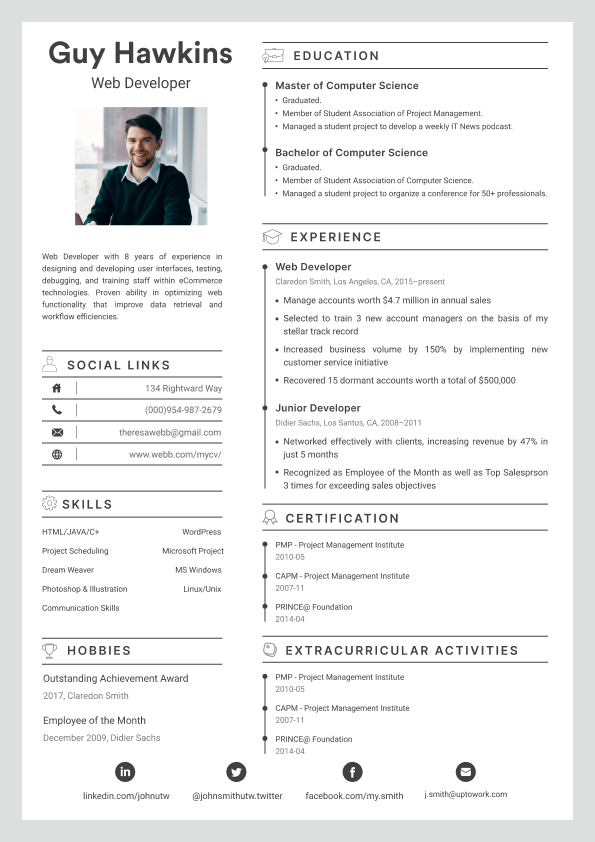 Guy Hawkins
Web Developer
Web Developer with 8 years of experience in
designing and developing user interfaces, testing,
debugging, and training staff within eCommerce
technologies. Proven ability in optimizing web
functionality that improve data retrieval and
workflow efficiencies.
SOCIAL LINKS
134 Rightward Way
(000)954-987-2679
theresawebb@gmail.com
www.webb.com/mycv/
SKILLS
HTML/JAVA/C+ WordPress
Project Scheduling Microsoft Project
Dream Weaver MS Windows
Photoshop & Illustration Linux/Unix
Communication Skills
HOBBIES
Outstanding Achievement Award
2017, Claredon Smith
Employee of the Month
December 2009, Didier Sachs
EDUCATION
Master of Computer Science
• Graduated.
• Member of Student Association of Project Management.
• Managed a student project to develop a weekly IT News podcast.
Bachelor of Computer Science
• Graduated.
• Member of Student Association of Computer Science.
• Managed a student project to organize a conference for 50+ professionals.
EXPERIENCE
Web Developer
Claredon Smith, Los Angeles, CA, 2015–present
• Manage accounts worth $4.7 million in annual sales
• Selected to train 3 new account managers on the basis of my
stellar track record
• Increased business volume by 150% by implementing new
customer service initiative
• Recovered 15 dormant accounts worth a total of $500,000
Junior Developer
Didier Sachs, Los Santos, CA, 2008–2011
• Networked effectively with clients, increasing revenue by 47% in
just 5 months
• Recognized as Employee of the Month as well as Top Salesprson
3 times for exceeding sales objectives
CERTIFICATION
PMP - Project Management Institute
2010-05
CAPM - Project Management Institute
2007-11
PRINCE@ Foundation
2014-04
EXTRACURRICULAR ACTIVITIES
PMP - Project Management Institute
2010-05
CAPM - Project Management Institute
2007-11
PRINCE@ Foundation
2014-04
linkedin.com/johnutw
@johnsmithutw.twitter
facebook.com/my.smith
j.smith@uptowork.com